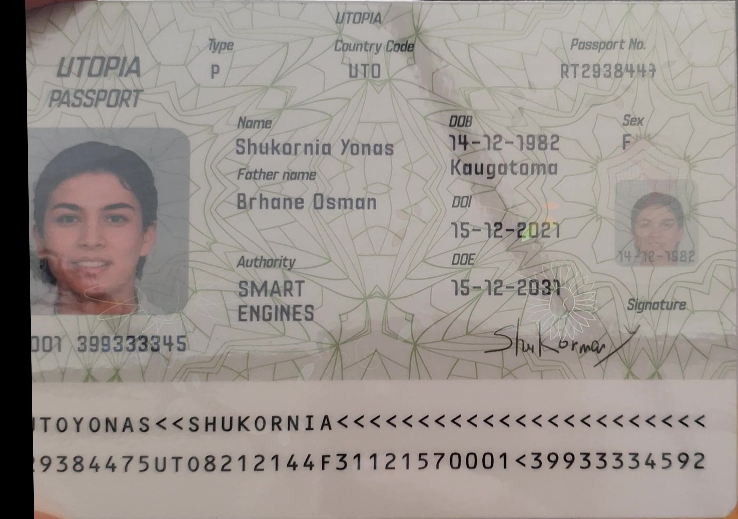 UTOPIA
Type
Country Code
Passport No.
UTOPIA
P
UTO
RT2938447
PASSPORT
Name
DOB
Sex
Shukornia Yonas
14-12-1982
F
Father name
Kaugatama
Brhane Osman
DOI
15-12-2021
14-12-1982
Authority
DOE
SMART
15-12-2031
ENGINES
Signature
Shukornia Y
001 399333345
UTOYONAS<<SHUKORNIA<<<<<<<<<<<<<<<<<<<<<<<
29384475UTO8212144F31121570001<39933334592